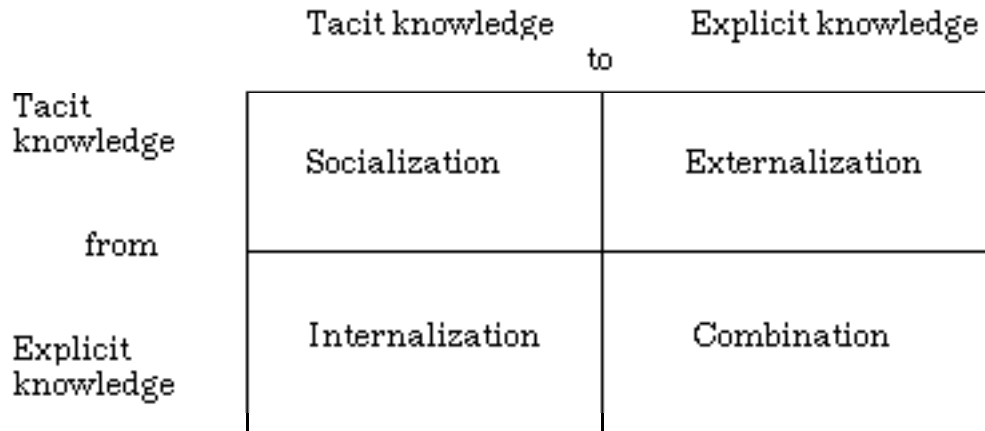 Tacit knowledge Explicit knowledge
to
Tacit
knowledge
Socialization Externalization
from
Internalization Combination
Explicit
knowledge